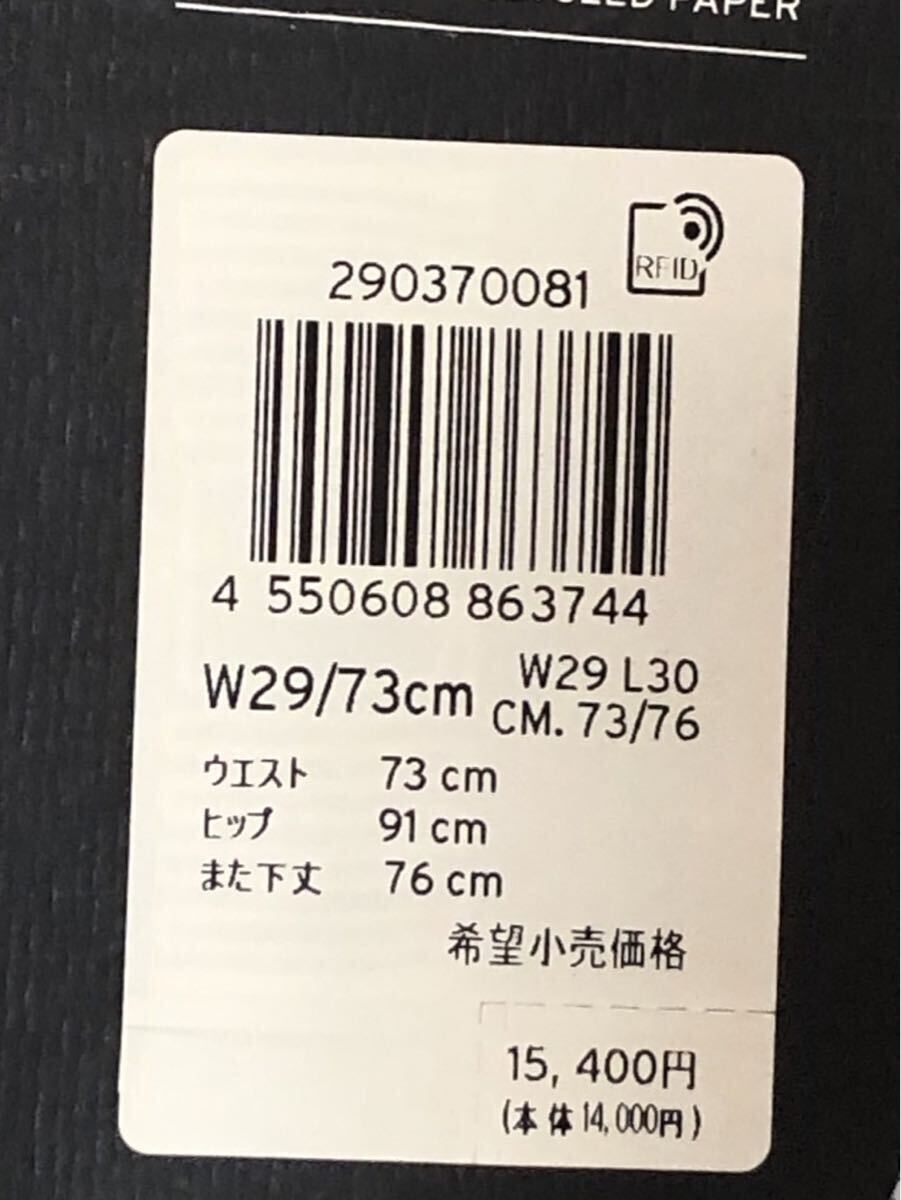 PAPER
RFID
290370081
4 550608 863744
W29/73cm
W29 L30
CM. 73/76
ウエスト 73 cm
ヒップ 91 cm
また下丈 76 cm
希望小売価格
15,400円
(本体14,000円)